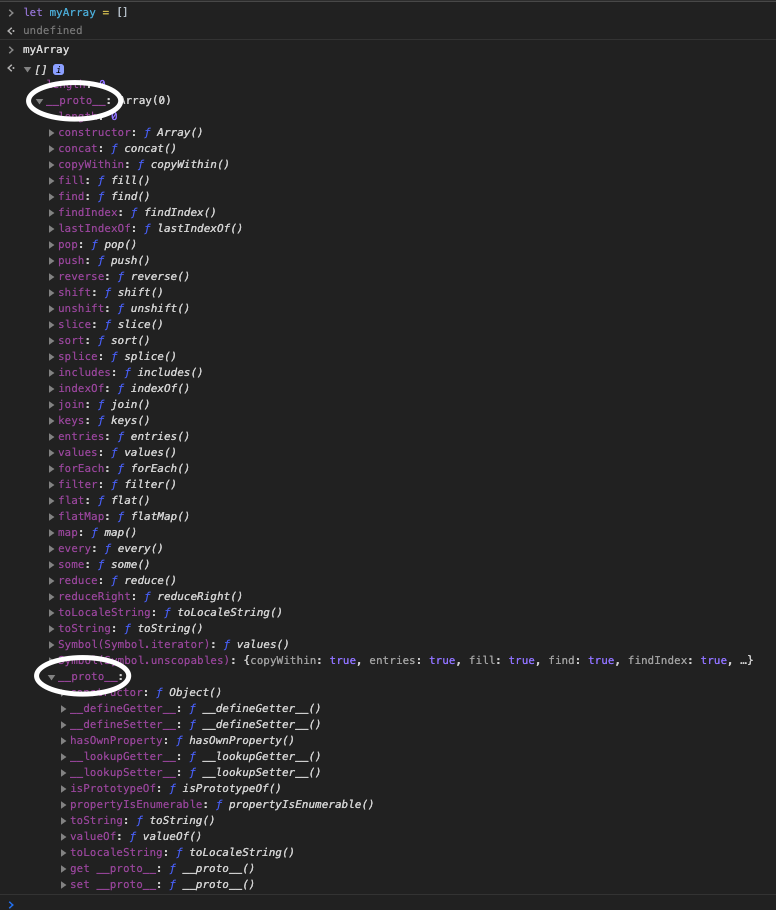 let myArray = []
undefined
myArray
[] i
length: 0
__proto__: Array(0)
length: 0
constructor: ƒ Array()
concat: ƒ concat()
copyWithin: ƒ copyWithin()
fill: ƒ fill()
find: ƒ find()
findIndex: ƒ findIndex()
lastIndexOf: ƒ lastIndexOf()
pop: ƒ pop()
push: ƒ push()
reverse: ƒ reverse()
shift: ƒ shift()
unshift: ƒ unshift()
slice: ƒ slice()
sort: ƒ sort()
splice: ƒ splice()
includes: ƒ includes()
indexOf: ƒ indexOf()
join: ƒ join()
keys: ƒ keys()
entries: ƒ entries()
values: ƒ values()
forEach: ƒ forEach()
filter: ƒ filter()
flat: ƒ flat()
flatMap: ƒ flatMap()
map: ƒ map()
every: ƒ every()
some: ƒ some()
reduce: ƒ reduce()
reduceRight: ƒ reduceRight()
toLocaleString: ƒ toLocaleString()
toString: ƒ toString()
Symbol(Symbol.iterator): ƒ values()
Symbol(Symbol.unscopables): {copyWithin: true, entries: true, fill: true, find: true, findIndex: true, …}
__proto__:
constructor: ƒ Object()
__defineGetter__: ƒ __defineGetter__()
__defineSetter__: ƒ __defineSetter__()
hasOwnProperty: ƒ hasOwnProperty()
__lookupGetter__: ƒ __lookupGetter__()
__lookupSetter__: ƒ __lookupSetter__()
isPrototypeOf: ƒ isPrototypeOf()
propertyIsEnumerable: ƒ propertyIsEnumerable()
toString: ƒ toString()
valueOf: ƒ valueOf()
toLocaleString: ƒ toLocaleString()
get __proto__: ƒ __proto__()
set __proto__: ƒ __proto__()